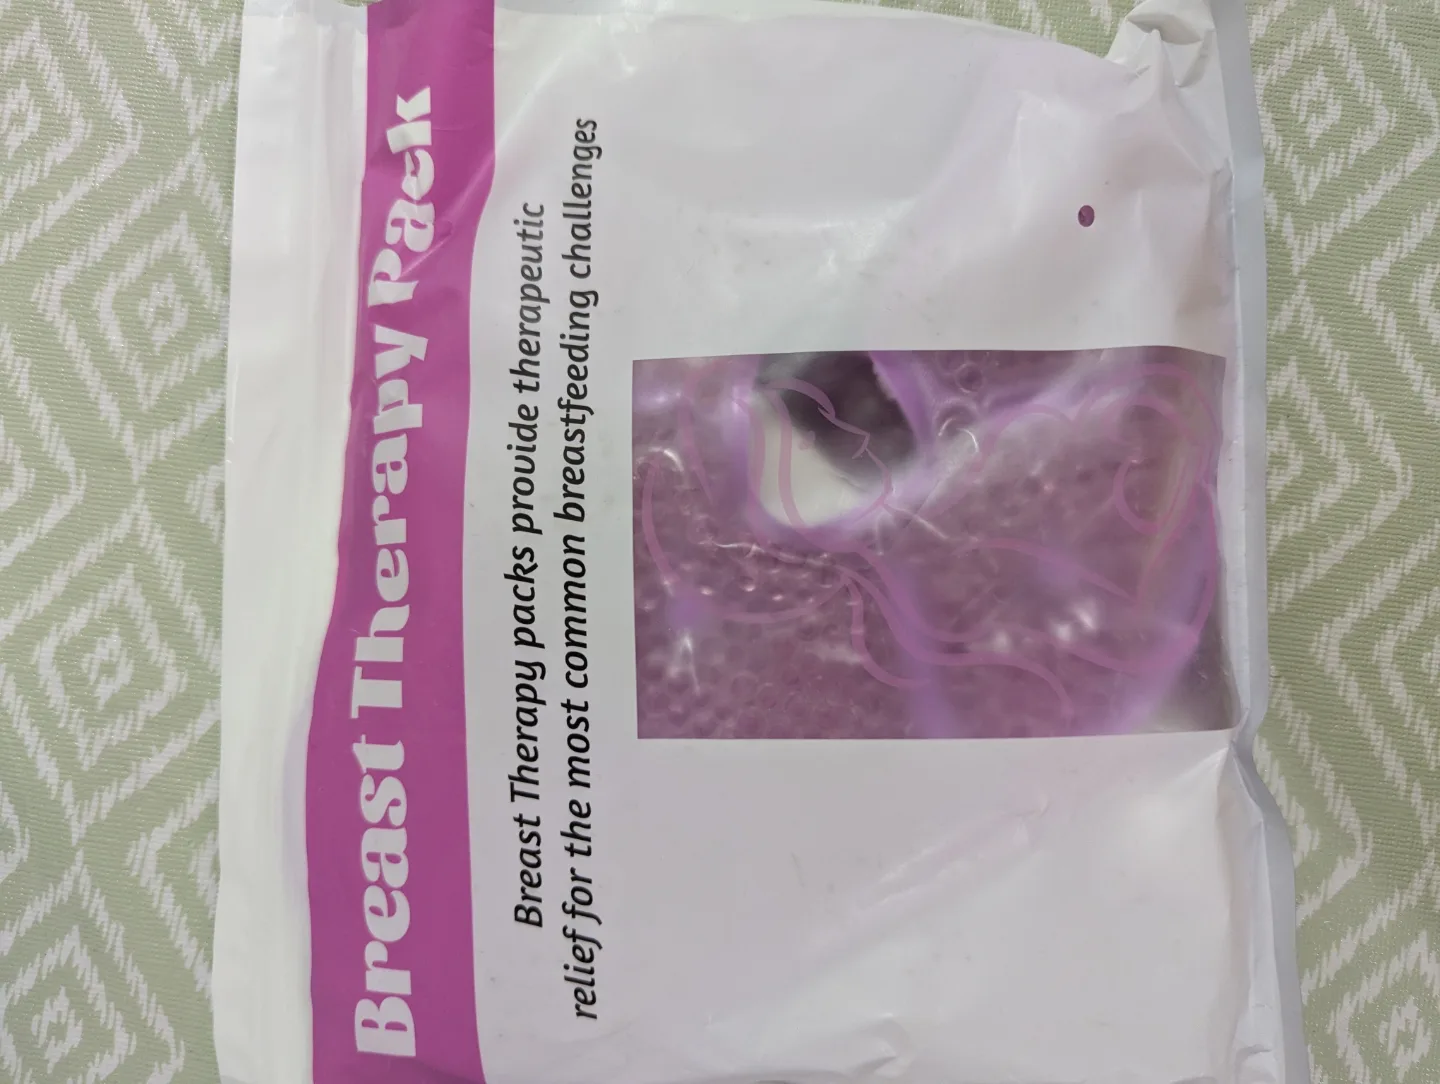 Breast Therapy Pack
Breast Therapy packs provide therapeutic
relief for the most common breastfeeding challenges